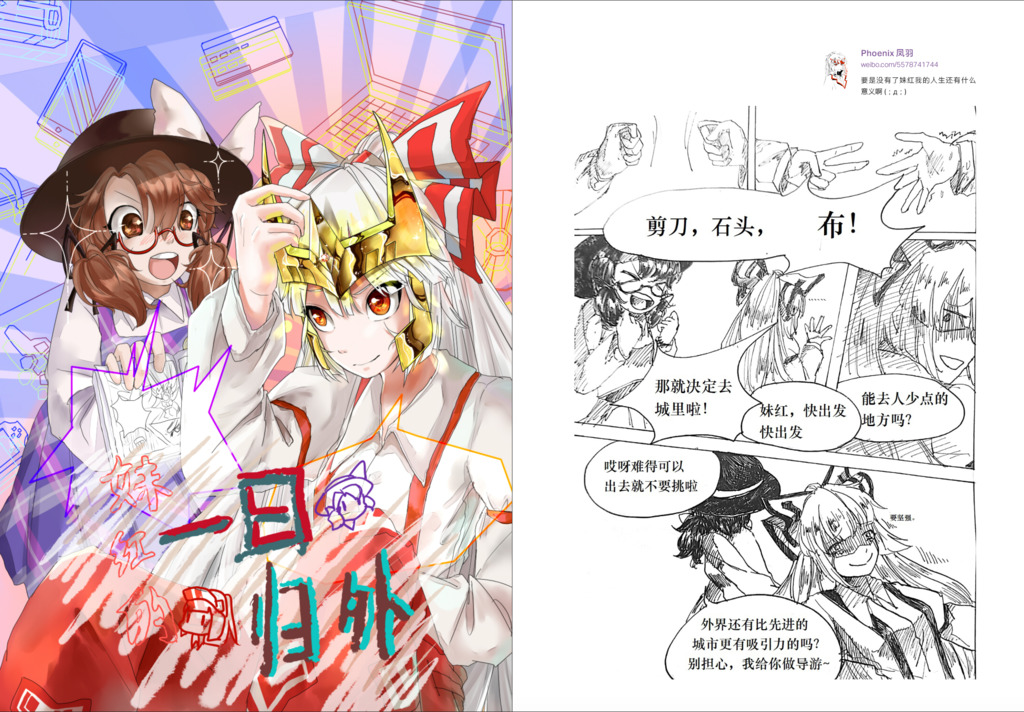 妹
红
的
一日
归外
Phoenix 凤羽
weibo.com/5578741744
要是没有了妹红我的人生还有什么
意义啊 ( ; д ; )
剪刀，石头， 布！
那就决定去
城里啦！
妹红，快出发
快出发
……
能去人少点的
地方吗？
哎呀难得可以
出去就不要挑啦
要坚强。
外界还有比先进的
城市更有吸引力的吗？
别担心，我给你做导游~